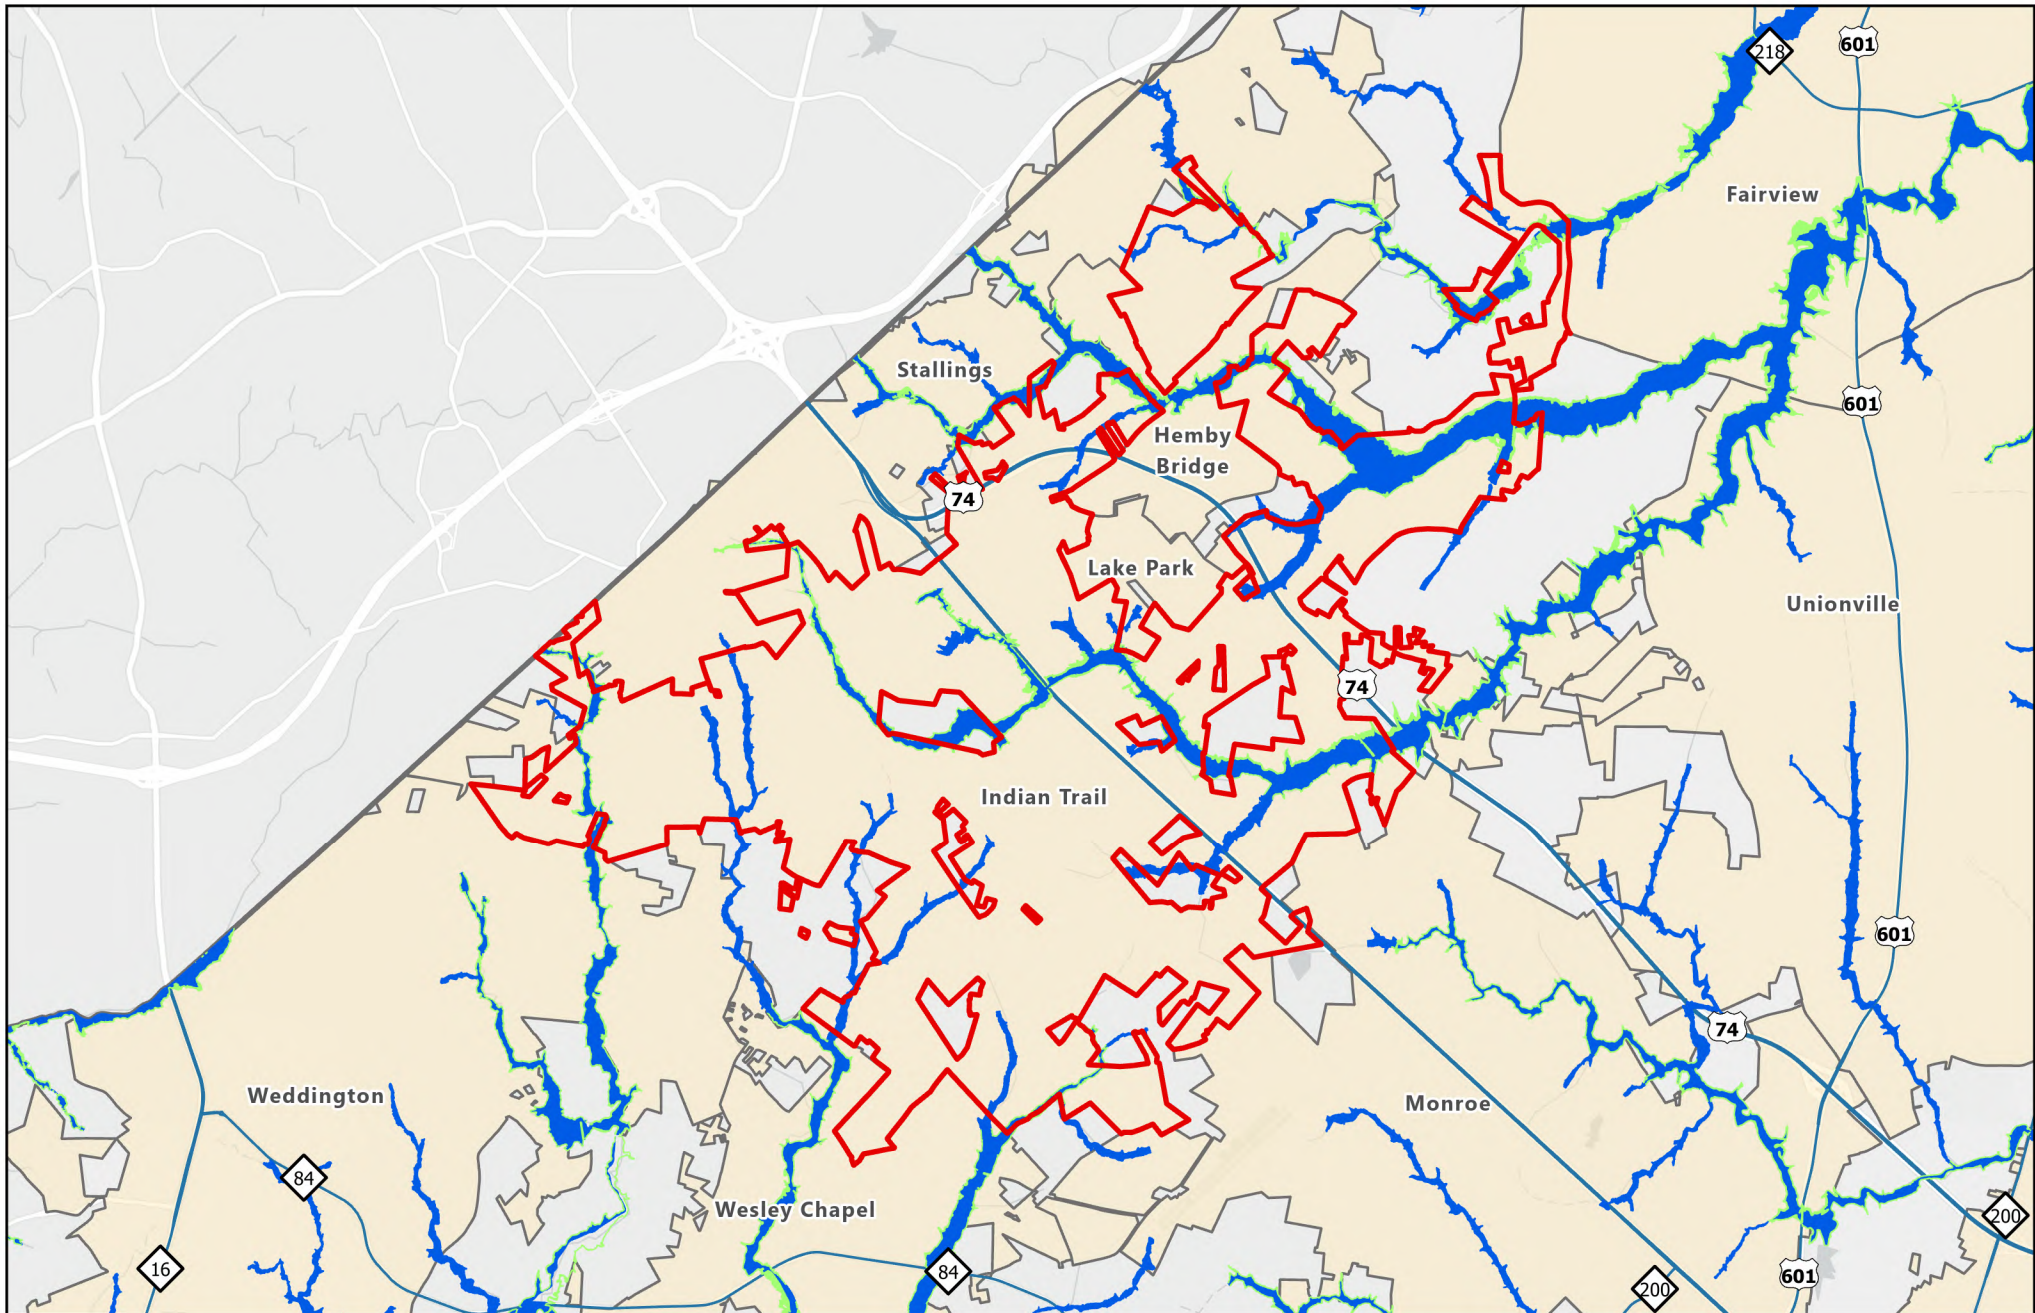 218
601
Fairview
Stallings
601
Hemby
Bridge
74
Lake Park
Unionville
74
Indian Trail
601
74
Weddington
Monroe
84
Wesley Chapel
200
16
84
601
200